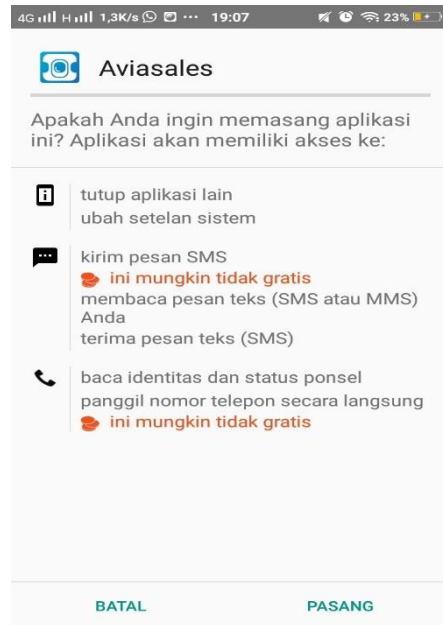 4G H 1,3K/s ··· 19:07 23%
Aviasales
Apakah Anda ingin memasang aplikasi
ini? Aplikasi akan memiliki akses ke:
tutup aplikasi lain
ubah setelan sistem
kirim pesan SMS
ini mungkin tidak gratis
membaca pesan teks (SMS atau MMS)
Anda
terima pesan teks (SMS)
baca identitas dan status ponsel
panggil nomor telepon secara langsung
ini mungkin tidak gratis
BATAL PASANG